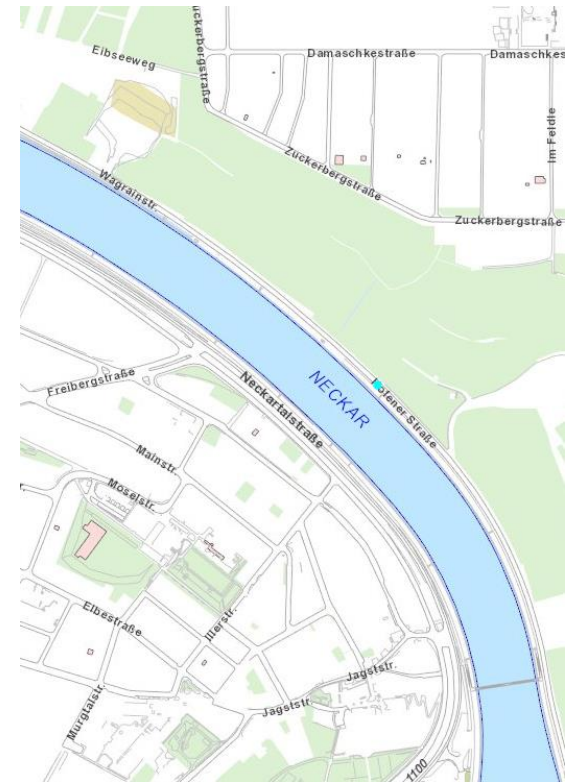 Zuckerbergstraße
Eibseeweg
Damaschkestraße
Damaschkes
Im Feldle
Zuckerbergstraße
Zuckerbergstraße
Wagrainstr.
NECKAR
Freibergstraße
Neckartalstraße
Mainstr.
Moselstr.
Elbestraße
Illerstr.
Jagststr.
Jagststr.
Murgtalstr.
1100